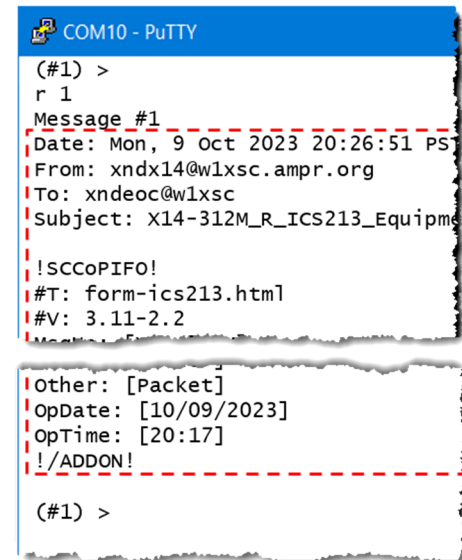 COM10 - PuTTY
(#1) >
r 1
Message #1
Date: Mon, 9 Oct 2023 20:26:51 PST
From: xndx14@w1xsc.ampr.org
To: xndeoc@w1xsc
Subject: X14-312M_R_ICS213_Equipme
!SCCoPIFO!
#T: form-ics213.html
#V: 3.11-2.2
Other: [Packet]
OpDate: [10/09/2023]
OpTime: [20:17]
!/ADDON!
(#1) >